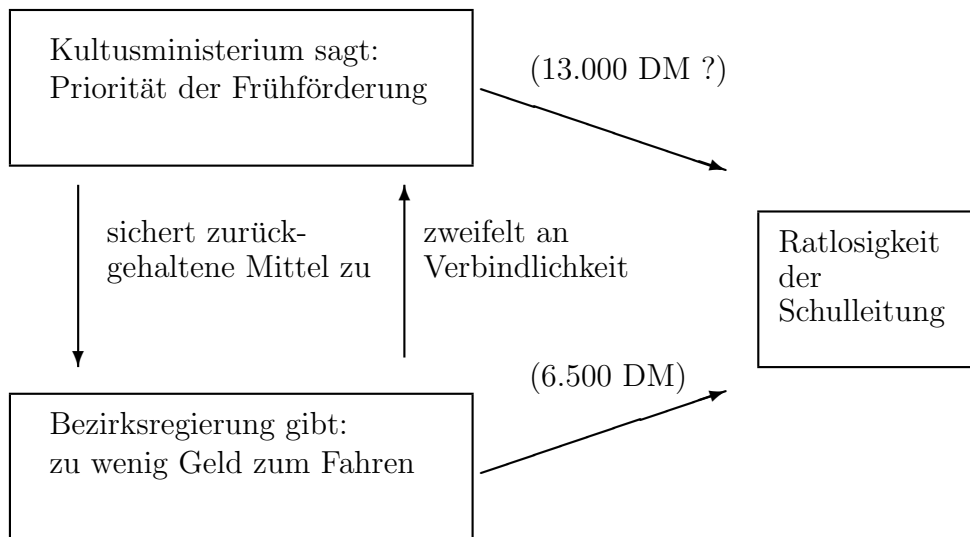 Kultusministerium sagt:
Priorität der Frühförderung
(13.000 DM ?)
sichert zurück-
gehaltene Mittel zu
zweifelt an
Verbindlichkeit
Ratlosigkeit
der
Schulleitung
(6.500 DM)
Bezirksregierung gibt:
zu wenig Geld zum Fahren